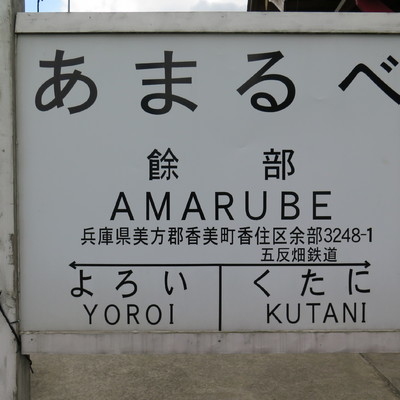 あまるべ
餘部
AMARUBE
兵庫県美方郡香美町香住区余部3248-1
五反畑鉄道
よろい くたに
YOROI KUTANI